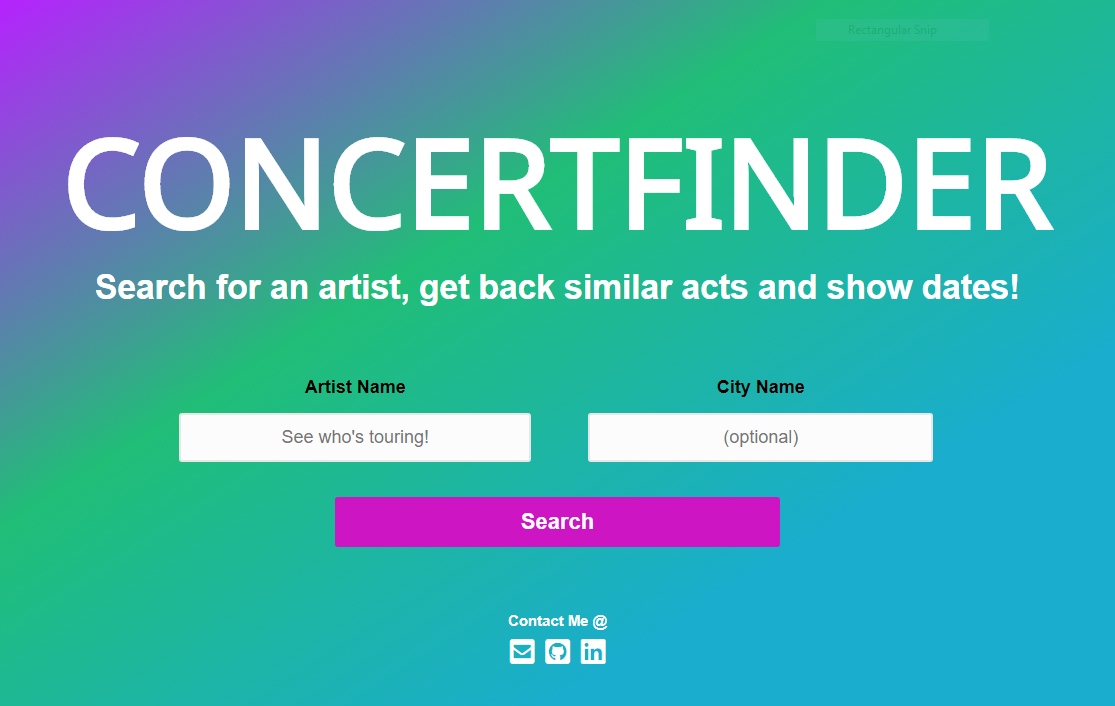 Rectangular Snip
CONCERTFINDER
Search for an artist, get back similar acts and show dates!
Artist Name
City Name
See who's touring!
(optional)
Search
Contact Me @
in